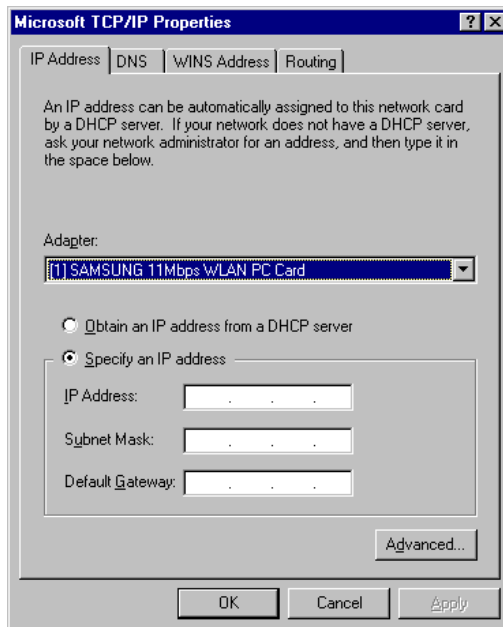 Microsoft TCP/IP Properties
IP Address DNS WINS Address Routing
An IP address can be automatically assigned to this network card
by a DHCP server. If your network does not have a DHCP server,
ask your network administrator for an address, and then type it in
the space below.
Adapter:
[1] SAMSUNG 11Mbps WLAN PC Card
Obtain an IP address from a DHCP server
Specify an IP address
IP Address: . . .
Subnet Mask: . . .
Default Gateway: . . .
Advanced...
OK Cancel Apply